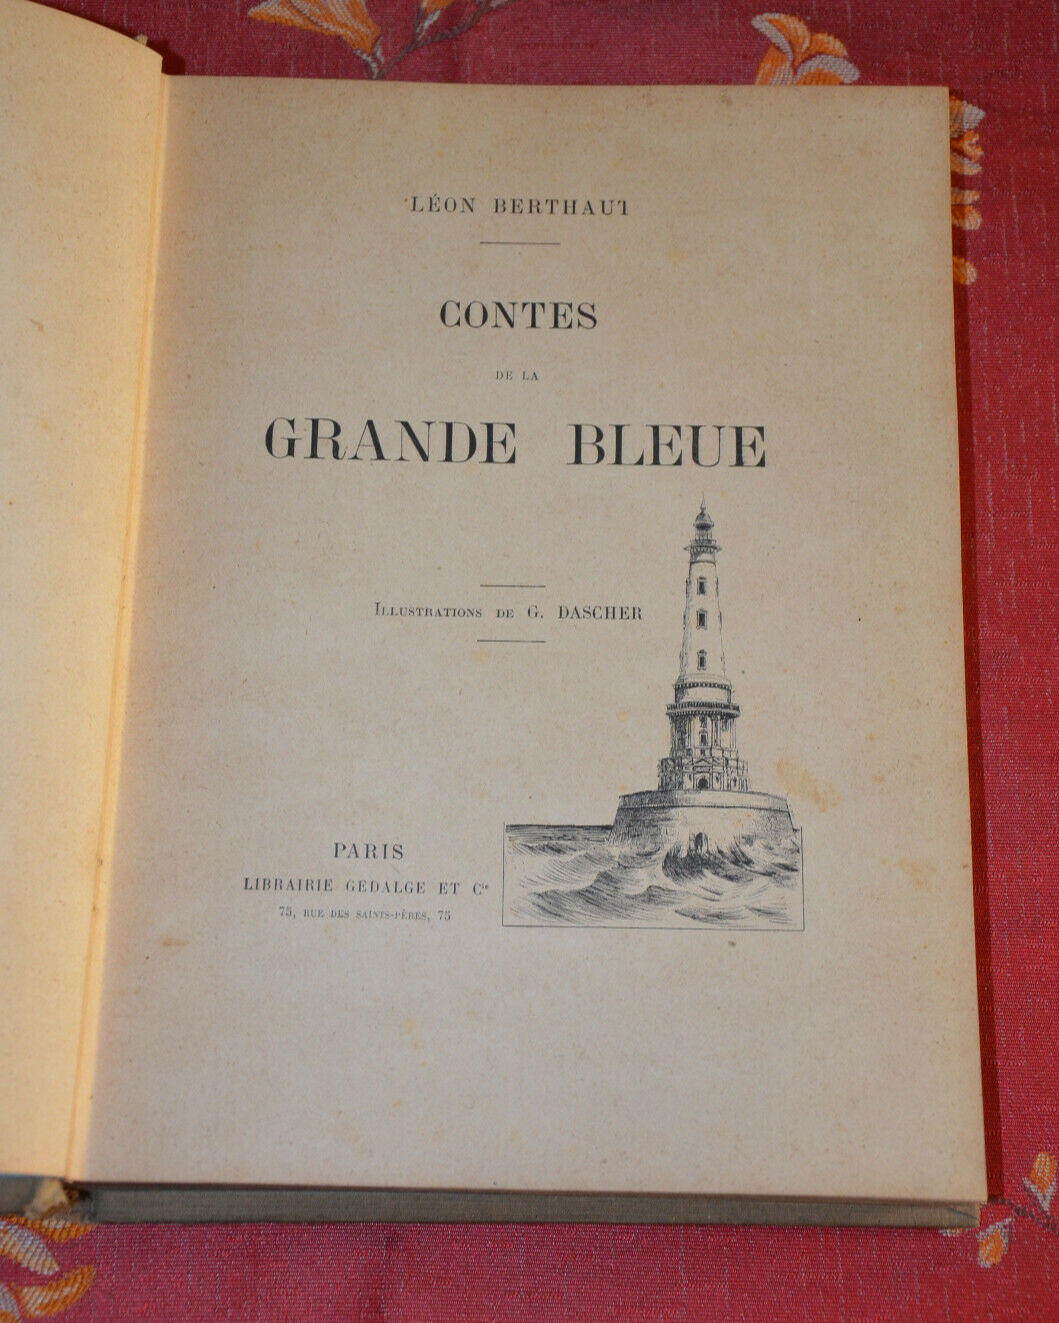 LÉON BERTHAUT
CONTES
DE LA
GRANDE BLEUE
ILLUSTRATIONS DE G. DASCHER
PARIS
LIBRAIRIE GEDALGE ET Cie
75, RUE DES SAINTS-PÈRES, 75